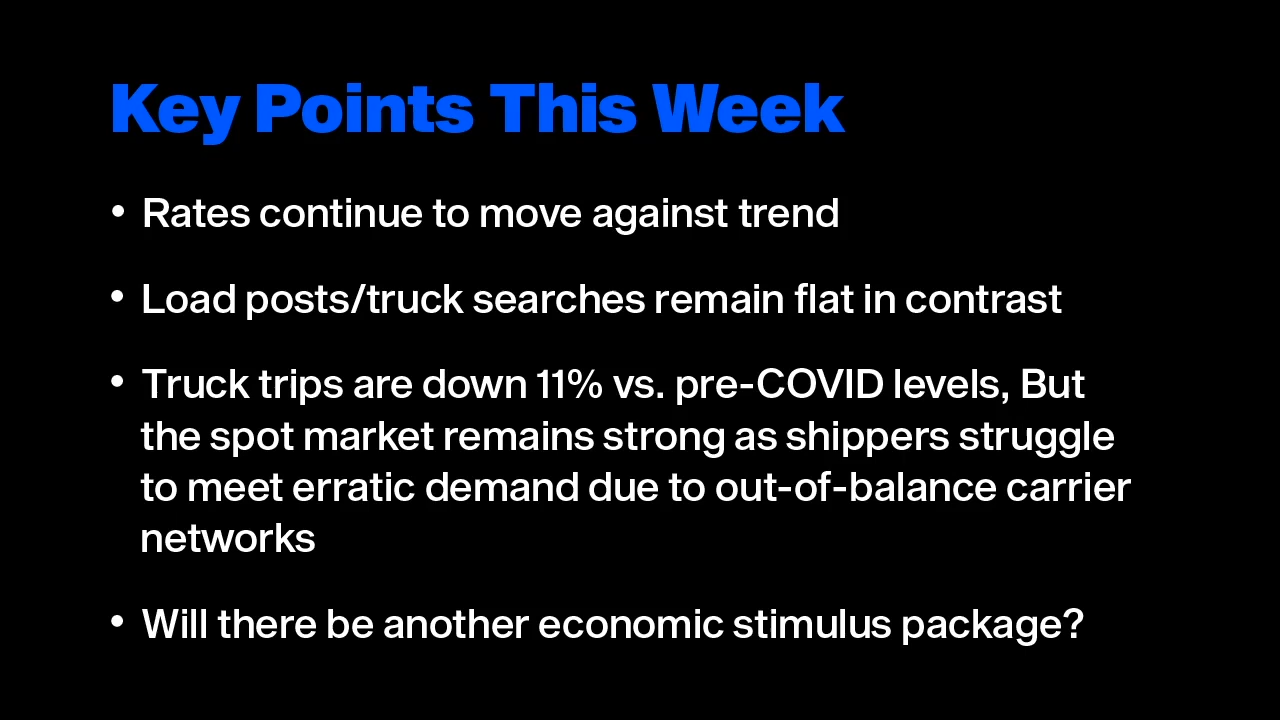 Key Points This Week
• Rates continue to move against trend
• Load posts/truck searches remain flat in contrast
• Truck trips are down 11% vs. pre-COVID levels, But
the spot market remains strong as shippers struggle
to meet erratic demand due to out-of-balance carrier
networks
• Will there be another economic stimulus package?